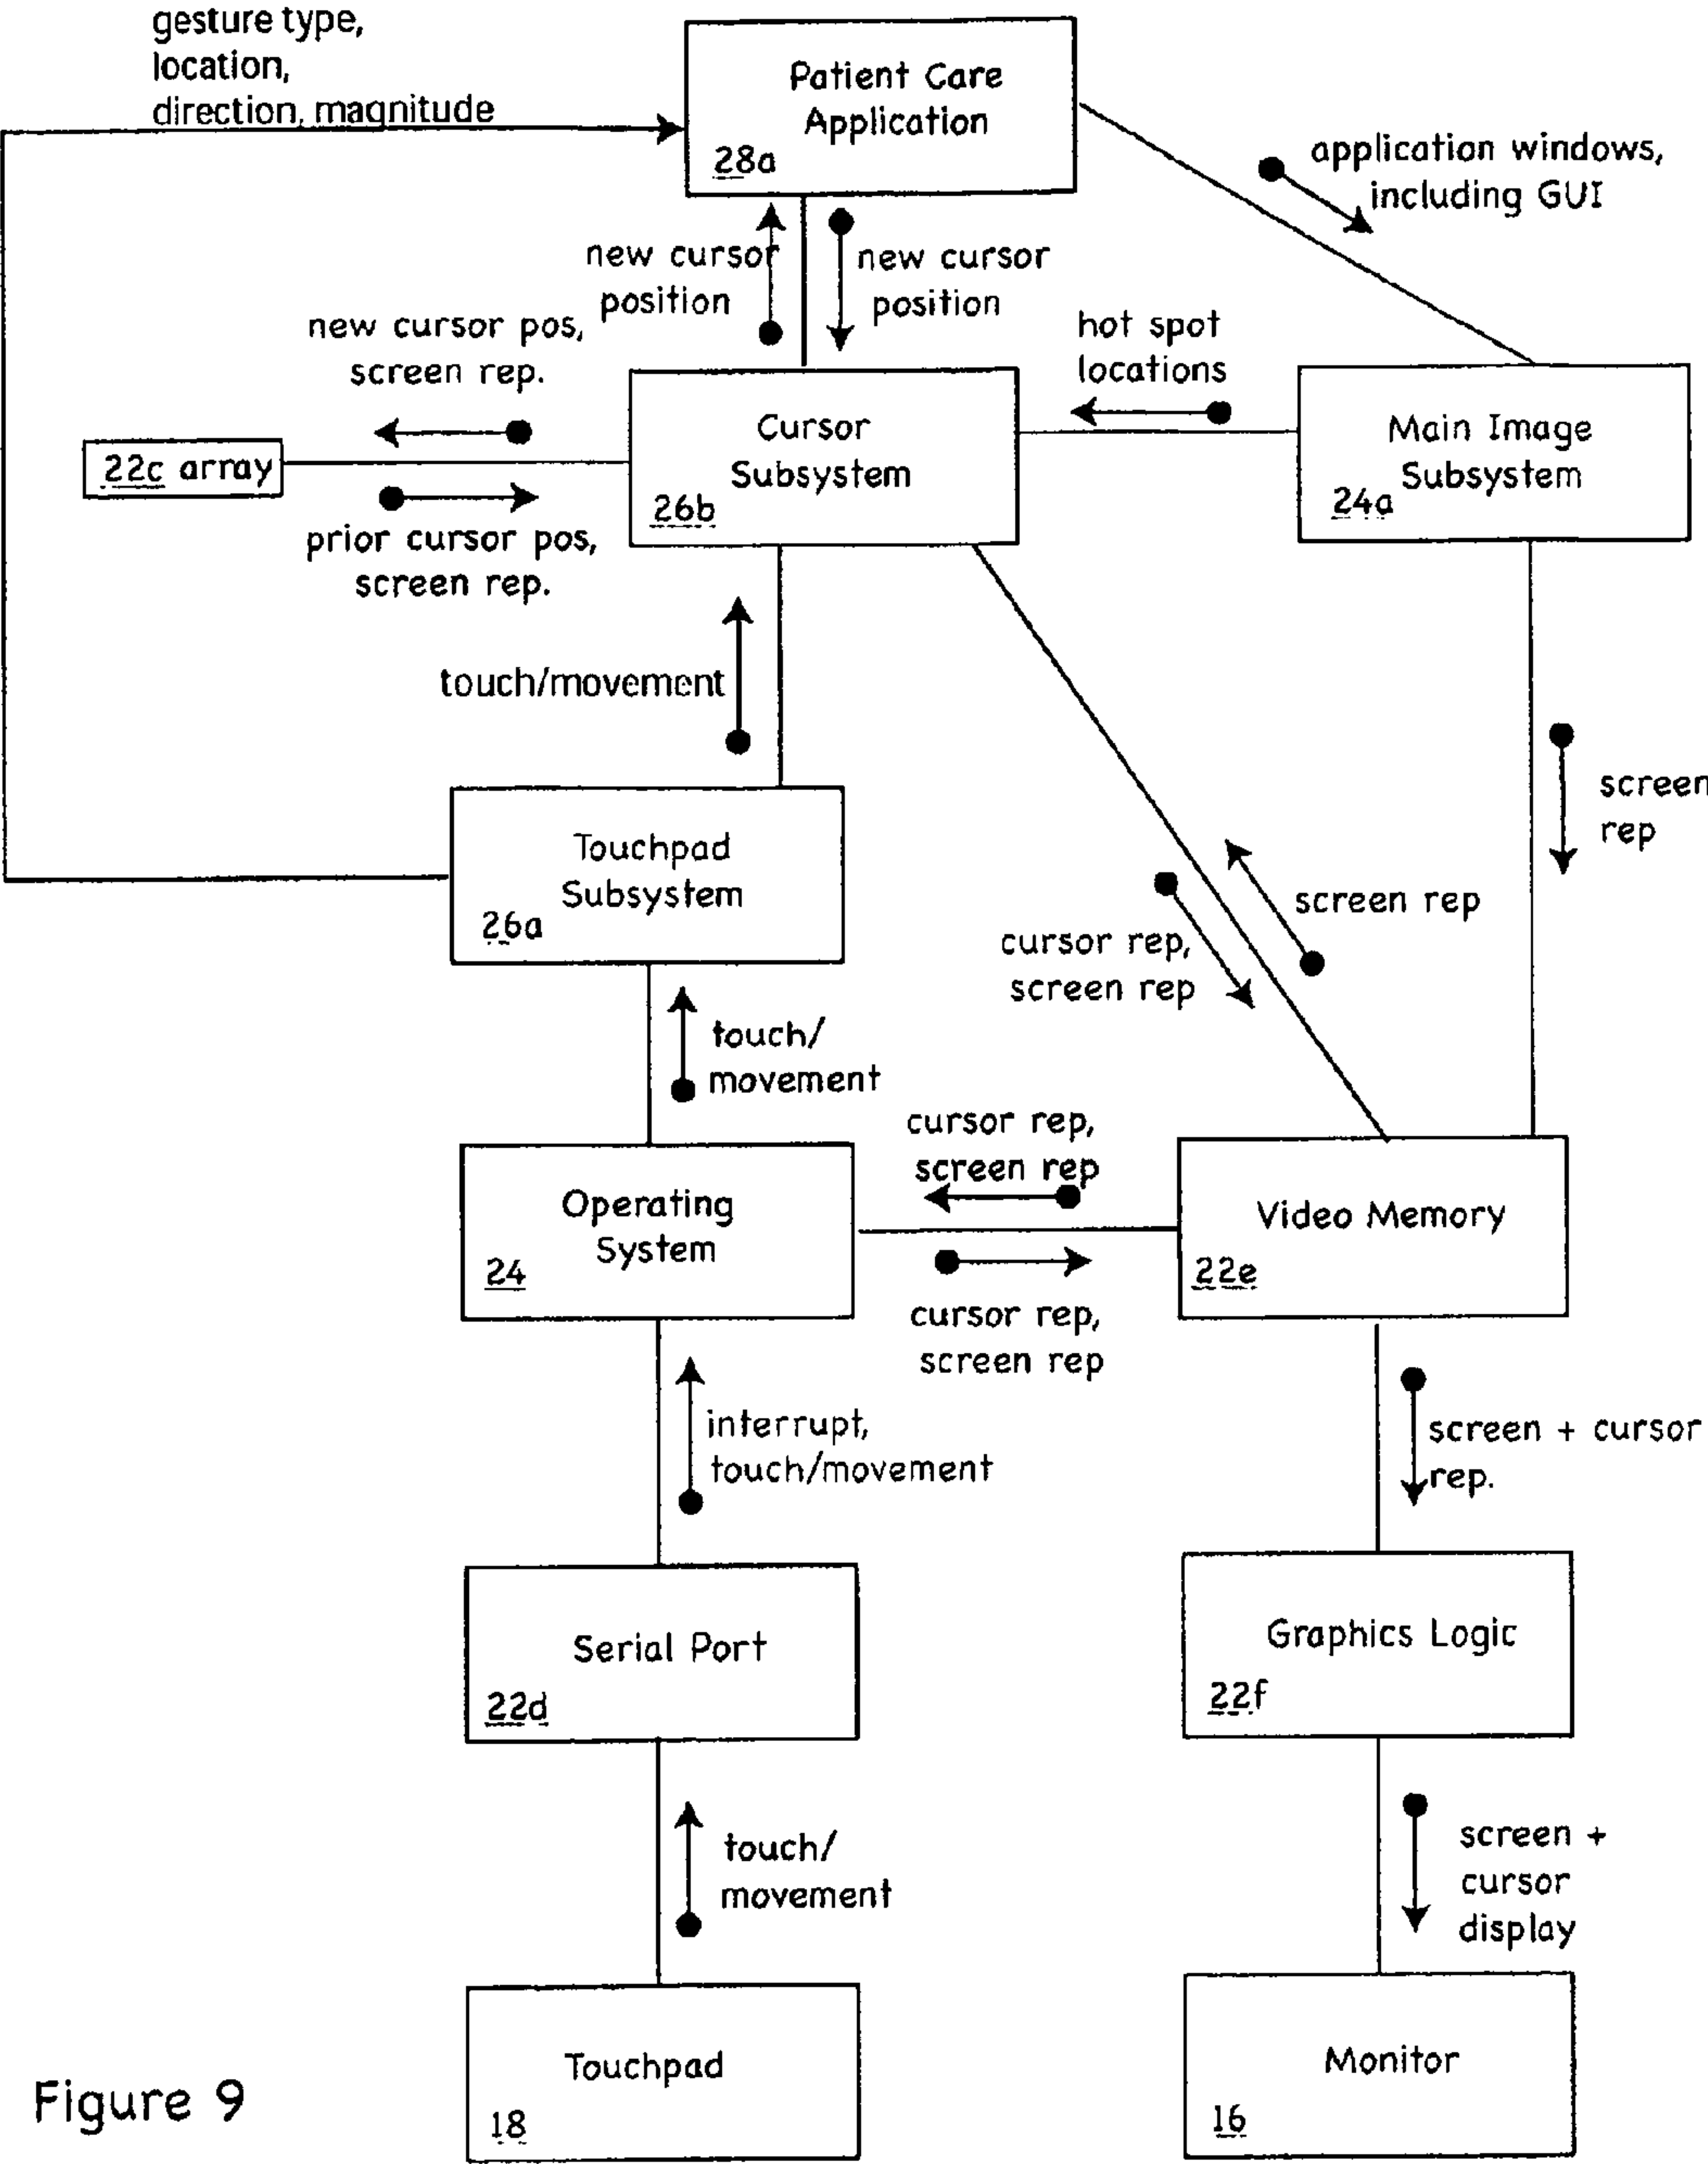 gesture type,
location,
direction, magnitude
Patient Care
Application
28a
application windows,
including GUI
new cursor
position
new cursor
position
new cursor pos,
screen rep.
hot spot
locations
22c array
Cursor
Subsystem
26b
Main Image
Subsystem
24a
prior cursor pos,
screen rep.
touch/movement
screen
rep
Touchpad
Subsystem
26a
screen rep
cursor rep,
screen rep
touch/
movement
cursor rep,
screen rep
Operating
System
24
Video Memory
22e
cursor rep,
screen rep
interrupt,
touch/movement
screen + cursor
rep.
Serial Port
22d
Graphics Logic
22f
touch/
movement
screen +
cursor
display
Touchpad
18
Monitor
16
Figure 9